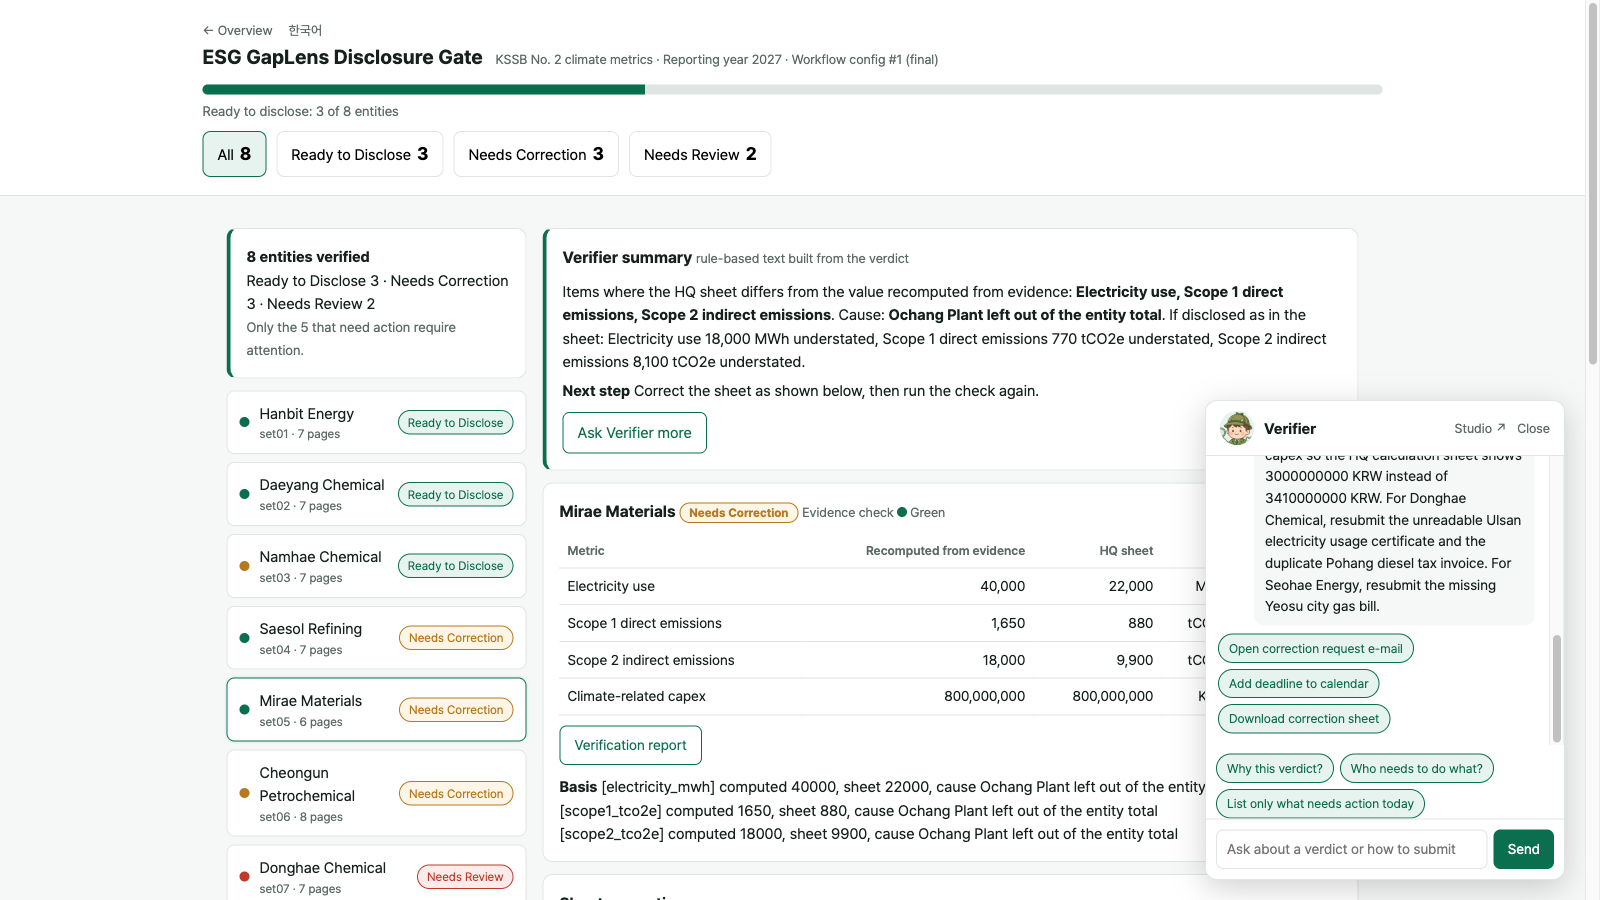 ← Overview 한국어
ESG GapLens Disclosure Gate KSSB No. 2 climate metrics · Reporting year 2027 · Workflow config #1 (final)
Ready to disclose: 3 of 8 entities
All 8 Ready to Disclose 3 Needs Correction 3 Needs Review 2
8 entities verified
Ready to Disclose 3 · Needs Correction
3 · Needs Review 2
Only the 5 that need action require
attention.
Hanbit Energy
set01 · 7 pages
Ready to Disclose
Daeyang Chemical
set02 · 7 pages
Ready to Disclose
Namhae Chemical
set03 · 7 pages
Ready to Disclose
Saesol Refining
set04 · 7 pages
Needs Correction
Mirae Materials
set05 · 6 pages
Needs Correction
Cheongun
Petrochemical
set06 · 8 pages
Needs Correction
Donghae Chemical
set07 · 7 pages
Needs Review
Verifier summary rule-based text built from the verdict
Items where the HQ sheet differs from the value recomputed from evidence: Electricity use, Scope 1 direct
emissions, Scope 2 indirect emissions. Cause: Ochang Plant left out of the entity total. If disclosed as in the
sheet: Electricity use 18,000 MWh understated, Scope 1 direct emissions 770 tCO2e understated, Scope 2 indirect
emissions 8,100 tCO2e understated.
Next step Correct the sheet as shown below, then run the check again.
Ask Verifier more
Mirae Materials Needs Correction Evidence check Green
Metric Recomputed from evidence HQ sheet
Electricity use 40,000 22,000 M
Scope 1 direct emissions 1,650 880 tCO
Scope 2 indirect emissions 18,000 9,900 tCO
Climate-related capex 800,000,000 800,000,000 K
Verification report
Basis [electricity_mwh] computed 40000, sheet 22000, cause Ochang Plant left out of the entity
[scope1_tco2e] computed 1650, sheet 880, cause Ochang Plant left out of the entity total
[scope2_tco2e] computed 18000, sheet 9900, cause Ochang Plant left out of the entity total
Verifier Studio ↗ Close
capex so the HQ calculation sheet shows
3000000000 KRW instead of
3410000000 KRW. For Donghae
Chemical, resubmit the unreadable Ulsan
electricity usage certificate and the
duplicate Pohang diesel tax invoice. For
Seohae Energy, resubmit the missing
Yeosu city gas bill.
Open correction request e-mail
Add deadline to calendar
Download correction sheet
Why this verdict? Who needs to do what?
List only what needs action today
Ask about a verdict or how to submit Send